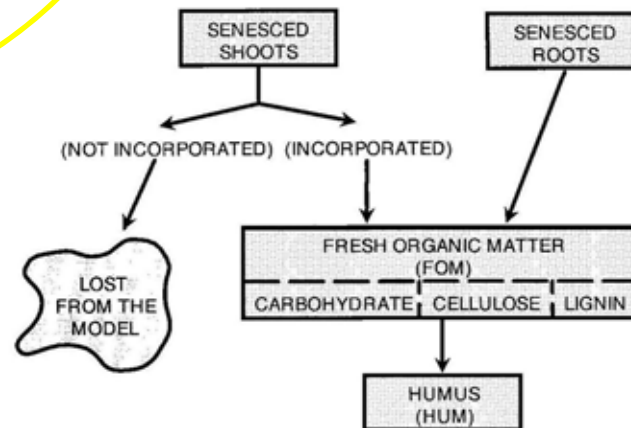 SENESCED
SHOOTS
SENESCED
ROOTS
(NOT INCORPORATED) (INCORPORATED)
LOST
FROM THE
MODEL
FRESH ORGANIC MATTER
(FOM)
CARBOHYDRATE CELLULOSE LIGNIN
HUMUS
(HUM)